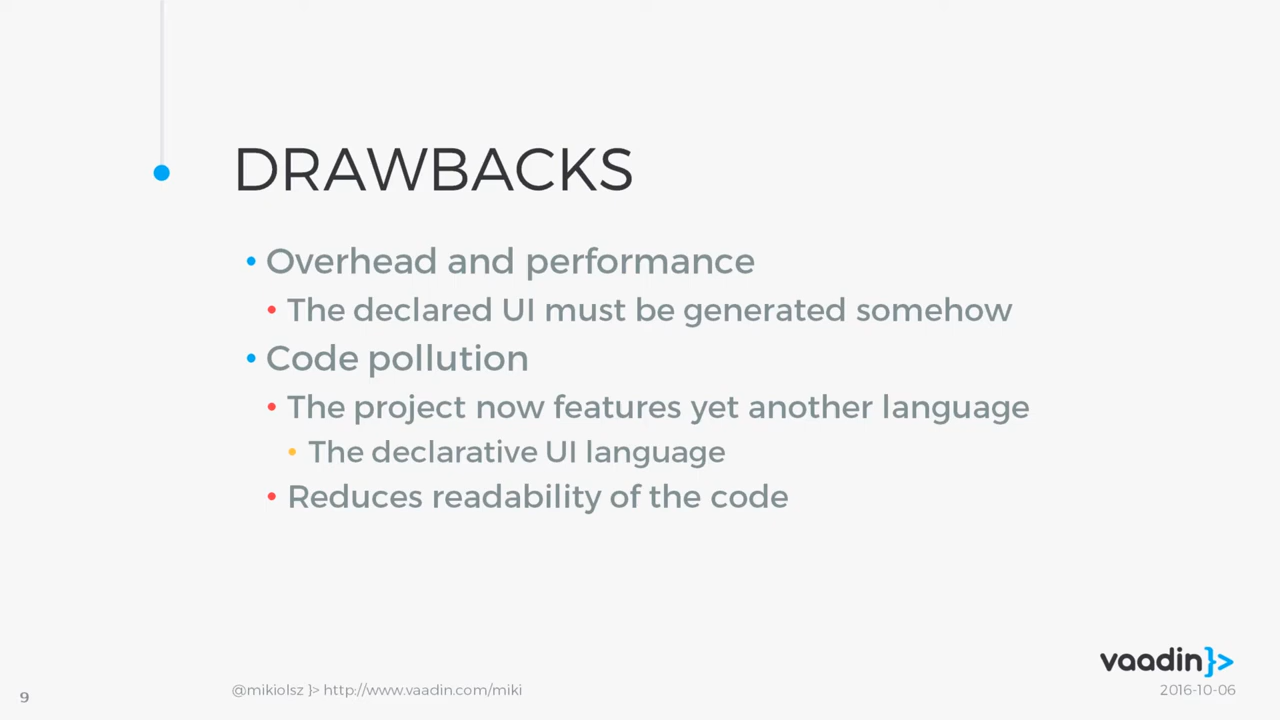 DRAWBACKS
• Overhead and performance
• The declared UI must be generated somehow
• Code pollution
• The project now features yet another language
• The declarative UI language
• Reduces readability of the code
vaadin}>
9
@mikiolsz }> http://www.vaadin.com/miki
2016-10-06